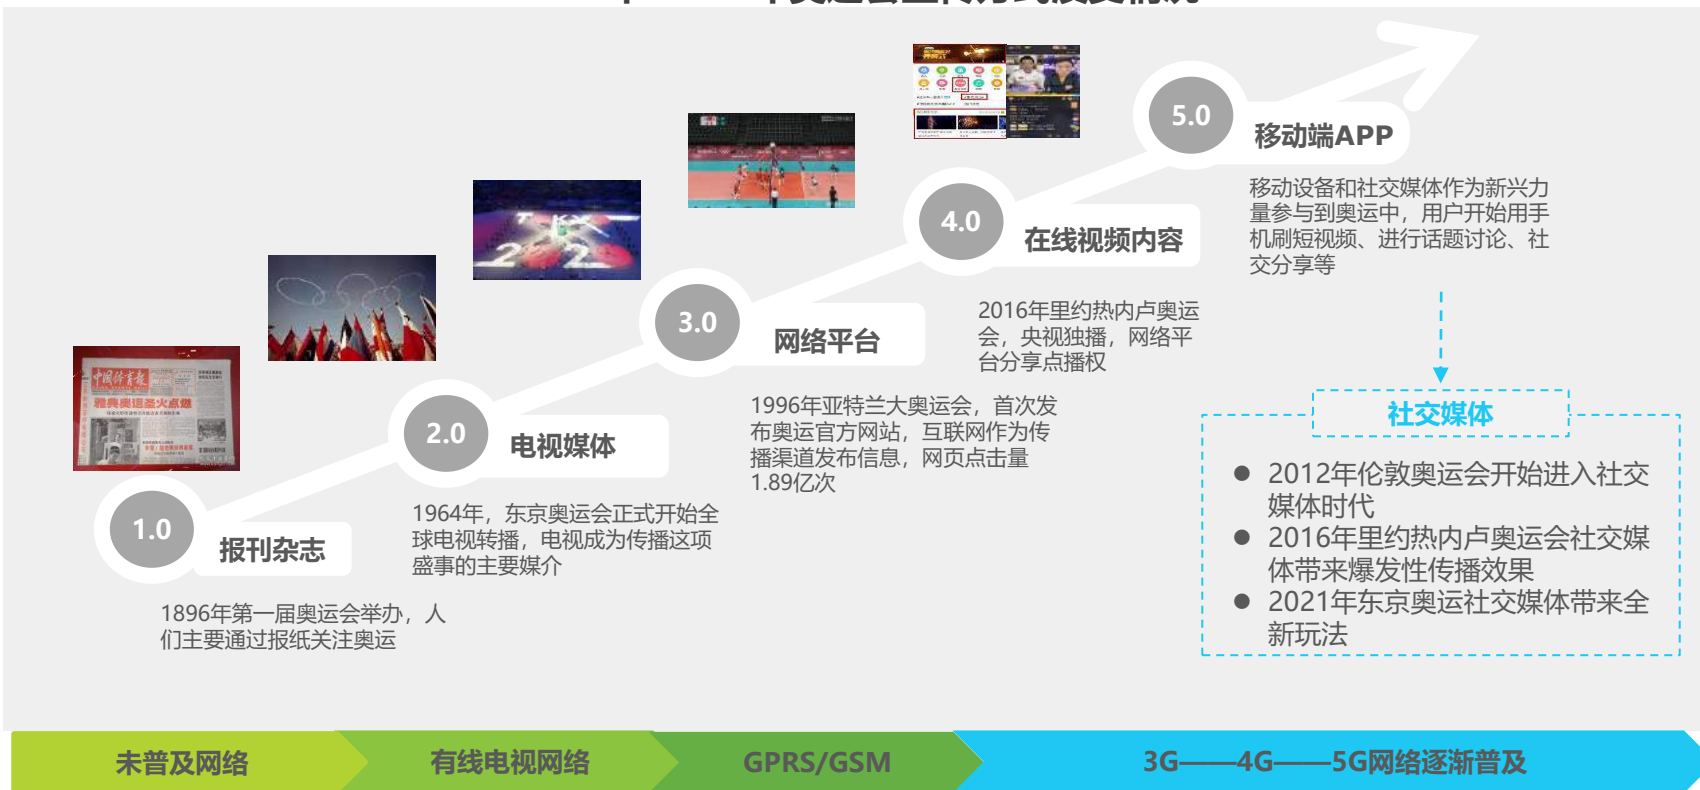 5.0
移动端APP
移动设备和社交媒体作为新兴力
量参与到奥运中，用户开始用手
机刷短视频、进行话题讨论、社
交分享等
4.0
在线视频内容
2016年里约热内卢奥运
会，央视独播，网络平
台分享点播权
3.0
网络平台
1996年亚特兰大奥运会，首次发
布奥运官方网站，互联网作为传
播渠道发布信息，网页点击量
1.89亿次
2.0
电视媒体
1964年，东京奥运会正式开始全
球电视转播，电视成为传播这项
盛事的主要媒介
1.0
报刊杂志
1896年第一届奥运会举办，人
们主要通过报纸关注奥运
中国体育报
雅典奥运圣火点燃
2020
社交媒体
● 2012年伦敦奥运会开始进入社交
媒体时代
● 2016年里约热内卢奥运会社交媒
体带来爆发性传播效果
● 2021年东京奥运社交媒体带来全
新玩法
未普及网络
有线电视网络
GPRS/GSM
3G——4G——5G网络逐渐普及